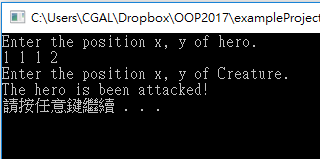 C:\Users\CGAL\Dropbox\OOP2017\exampleProject
Enter the position x, y of hero.
1 1 1 2
Enter the position x, y of Creature.
The hero is been attacked!
請按任意鍵繼續 . . .